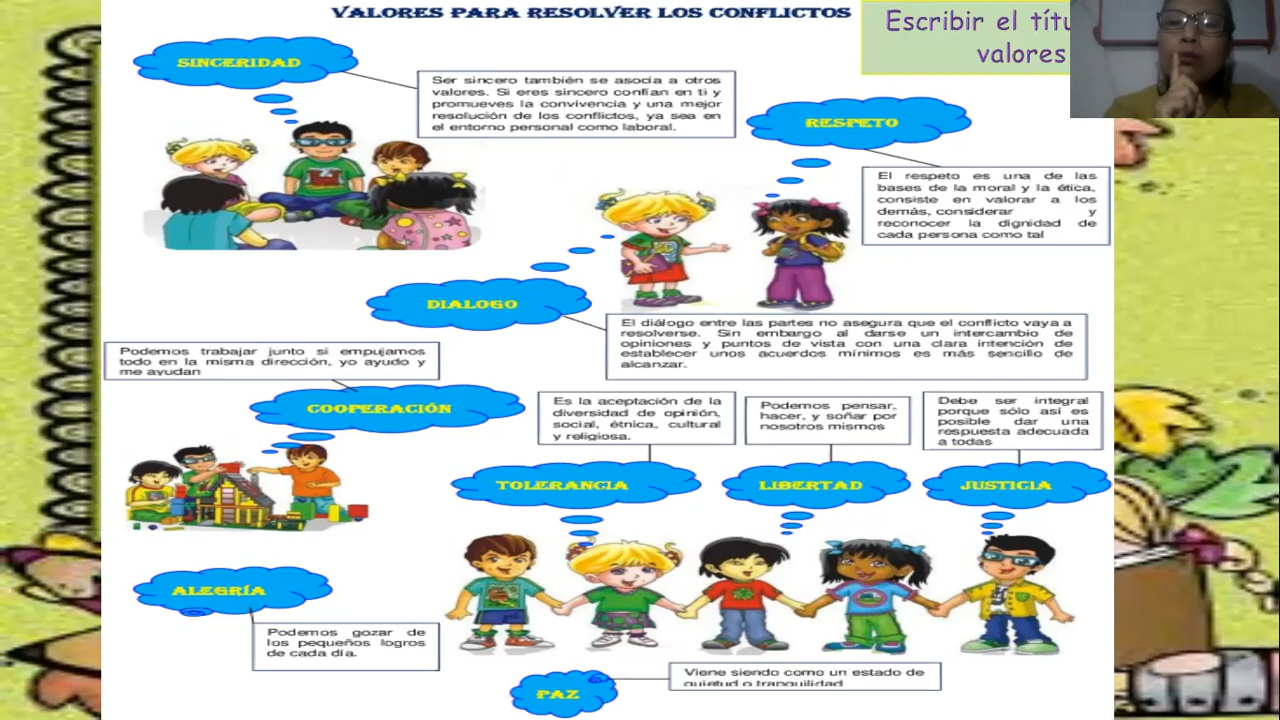 VALORES PARA RESOLVER LOS CONFLICTOS
Escribir el
valores
SINCERIDAD
Ser sincero también se asocia a otros
valores. Si eres sincero confían en ti y
promueves la convivencia y una mejor
resolución de los conflictos, ya sea en
el entorno personal como laboral.
RESPETO
El respeto es una de las
bases de la moral y la ética,
consiste en valorar a los
demás, considerar y
reconocer la dignidad de
cada persona como tal
DIALOGO
El diálogo entre las partes no asegura que el conflicto vaya a
resolverse. Sin embargo al darse un intercambio de
opiniones y puntos de vista con una clara intención de
establecer unos acuerdos mínimos es más sencillo de
alcanzar.
Podemos trabajar junto si empujamos
todo en la misma dirección, yo ayudo y
me ayudan
COOPERACIÓN
Es la aceptación de la
diversidad de opinión,
social, étnica, cultural
y religiosa.
TOLERANCIA
Podemos pensar,
hacer, y soñar por
nosotros mismos
LIBERTAD
Debe ser integral
porque sólo así es
posible dar una
respuesta adecuada
a todas
JUSTICIA
ALEGRÍA
Podemos gozar de
los pequeños logros
de cada día.
PAZ
Viene siendo como un estado de
quietud o tranquilidad